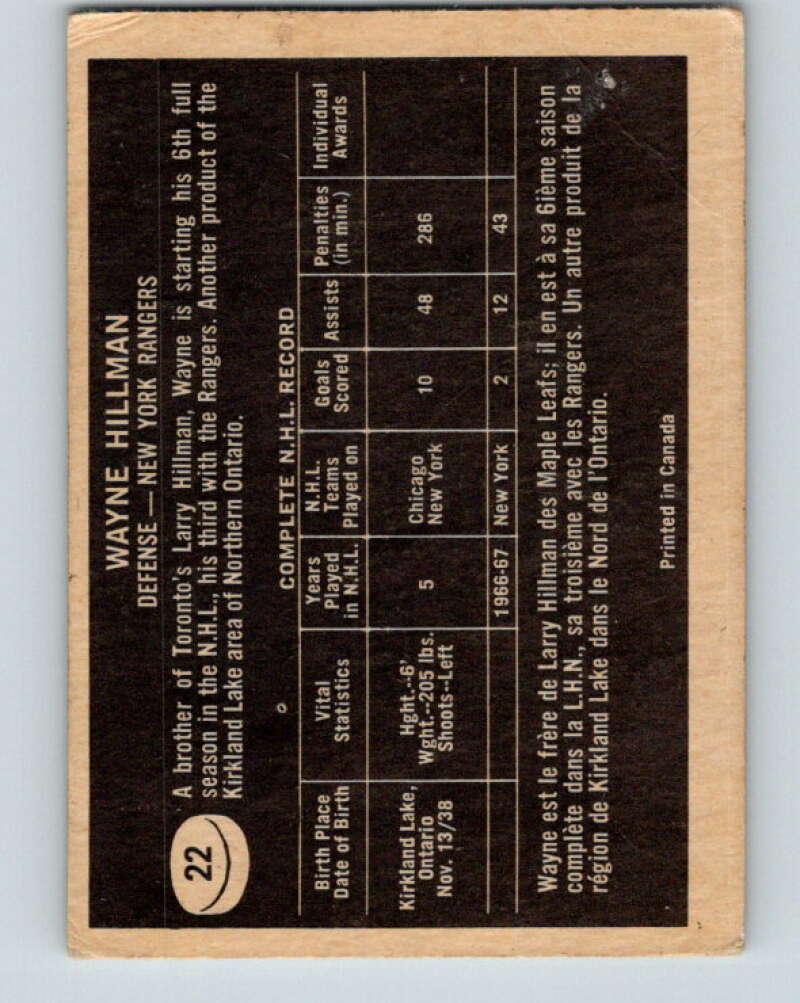 WAYNE HILLMAN
DEFENSE — NEW YORK RANGERS
22
A brother of Toronto's Larry Hillman, Wayne is starting his 6th full
season in the N.H.L., his third with the Rangers. Another product of the
Kirkland Lake area of Northern Ontario.
COMPLETE N.H.L. RECORD
Birth Place
Date of Birth
Vital
Statistics
Years
Played
in N.H.L.
N.H.L.
Teams
Played on
Goals
Scored
Assists
Penalties
(in min.)
Individual
Awards
Kirkland Lake,
Ontario
Nov. 13/38
Hght.--6'
Wght.--205 lbs.
Shoots--Left
5
Chicago
New York
10
48
286
1966-67
New York
2
12
43
Wayne est le frère de Larry Hillman des Maple Leafs; il en est à sa 6ième saison
complète dans la L.H.N., sa troisième avec les Rangers. Un autre produit de la
région de Kirkland Lake dans le Nord de l'Ontario.
Printed in Canada